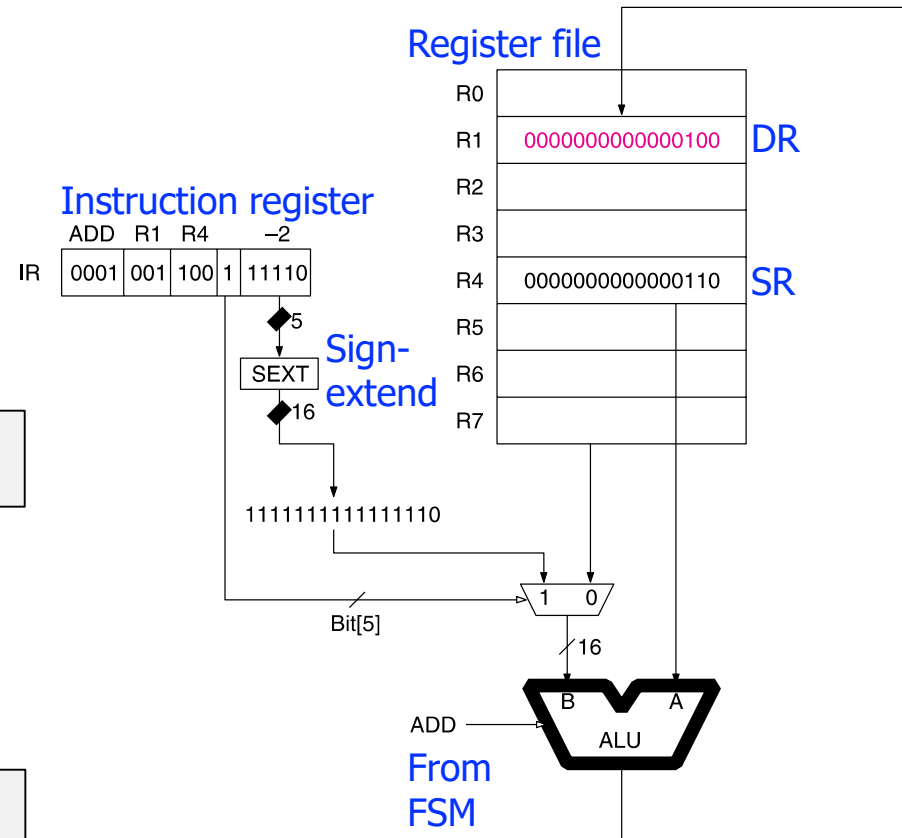 Register file
R0
R1 0000000000000100 DR
R2
Instruction register
ADD R1 R4 –2
R3
IR 0001 001 100 1 11110
R4 0000000000000110 SR
5
R5
Sign-
SEXT
extend
R6
16
R7
1111111111111110
1 0
Bit[5]
16
B A
ADD
ALU
From
FSM